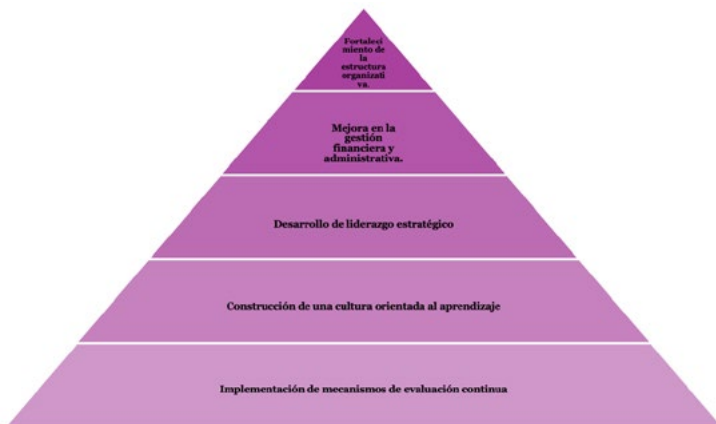 Fortaleci
miento de
la
estructura
organizati
va.
Mejora en la
gestión
financiera y
administrativa.
Desarrollo de liderazgo estratégico
Construcción de una cultura orientada al aprendizaje
Implementación de mecanismos de evaluación continua